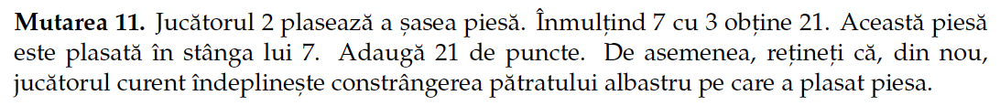 Mutarea 11. Jucătorul 2 plasează a șasea piesă. Înmulțind 7 cu 3 obține 21. Această piesă
este plasată în stânga lui 7. Adaugă 21 de puncte. De asemenea, rețineți că, din nou,
jucătorul curent îndeplinește constrângerea pătratului albastru pe care a plasat piesa.